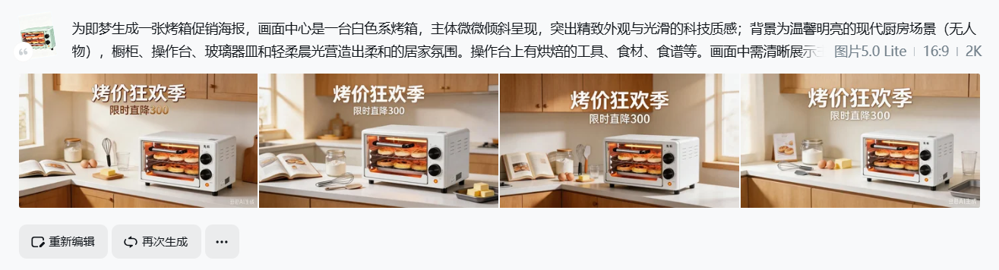 为即梦生成一张烤箱促销海报，画面中心是一台白色系烤箱，主体微微倾斜呈现，突出精致外观与光滑的科技质感；背景为温馨明亮的现代厨房场景（无人
物），橱柜、操作台、玻璃器皿和轻柔晨光营造出柔和的居家氛围。操作台上有烘焙的工具、食材、食谱等。画面中需清晰展示 图片5.0 Lite | 16:9 | 2K
烤价狂欢季
限时直降300
烤价狂欢季
限时直降300
烤价狂欢季
限时直降300
烤价狂欢季
限时直降300
重新编辑
再次生成